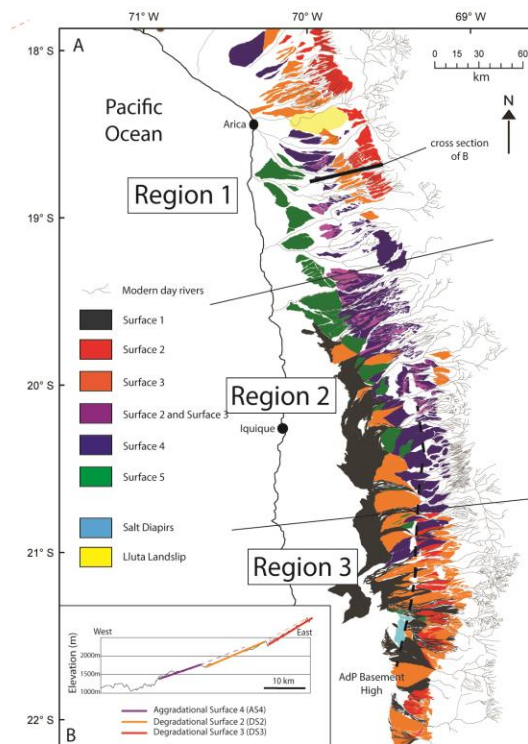 71°W
70°W
69°W
18° S
A
0 15 30 60
km
Pacific
Ocean
N
Arica
cross section
of B
Region 1
19° S
Modern day rivers
Surface 1
Surface 2
Surface 3
Surface 2 and Surface 3
Surface 4
Surface 5
Salt Diapirs
Lluta Landslip
20° S
Region 2
Iquique
21° S
Region 3
AdP Basement
High
22° S
West
East
Elevation (m)
2000m
1500m
1000m
10 km
Aggradational Surface 4 (AS4)
Degradational Surface 2 (DS2)
Degradational Surface 3 (DS3)
B